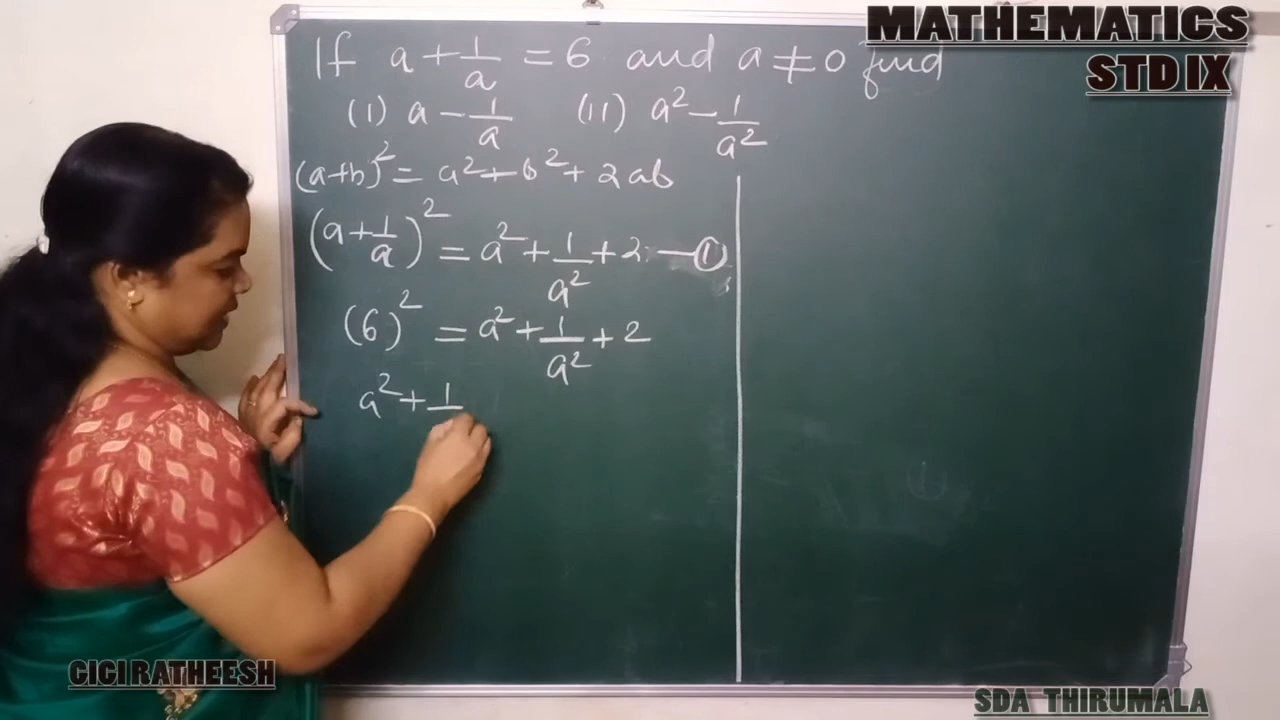 MATHEMATICS
STD IX
If a + 1/a = 6 and a ≠ 0 find
(I) a - 1/a (II) a² - 1/a²
(a+b)² = a² + b² + 2ab
(a + 1/a)² = a² + 1/a² + 2 — ①
(6)² = a² + 1/a² + 2
a² + 1/
GIGI RATHEESH
SDA THIRUMALA